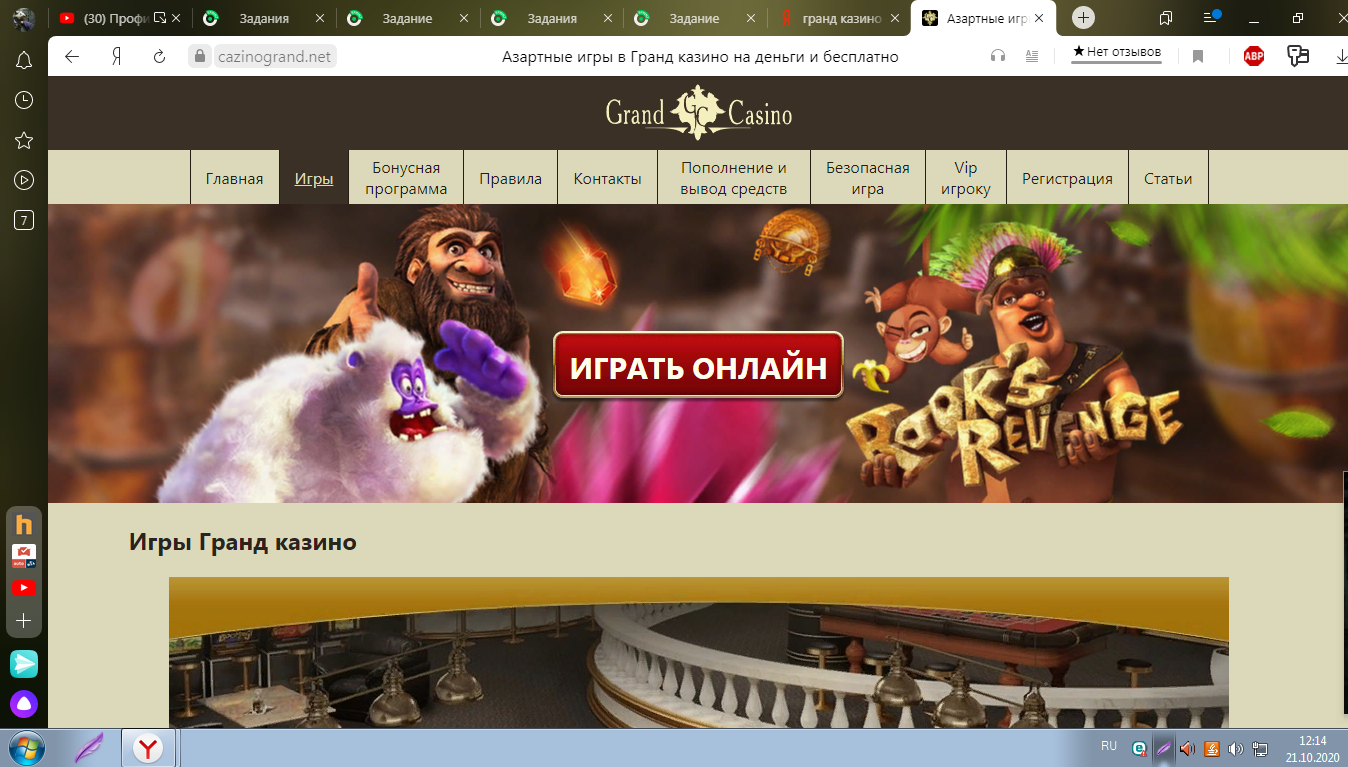 (30) Профи
Задания
Задание
Задания
Задание
гранд казино
Азартные игр
cazinogrand.net
Азартные игры в Гранд казино на деньги и бесплатно
Нет отзывов
ABP
Grand GC Casino
Главная
Игры
Бонусная
программа
Правила
Контакты
Пополнение и
вывод средств
Безопасная
игра
Vip
игроку
Регистрация
Статьи
7
ИГРАТЬ ОНЛАЙН
ROOK'S
REVENGE
Игры Гранд казино
RU
12:14
21.10.2020